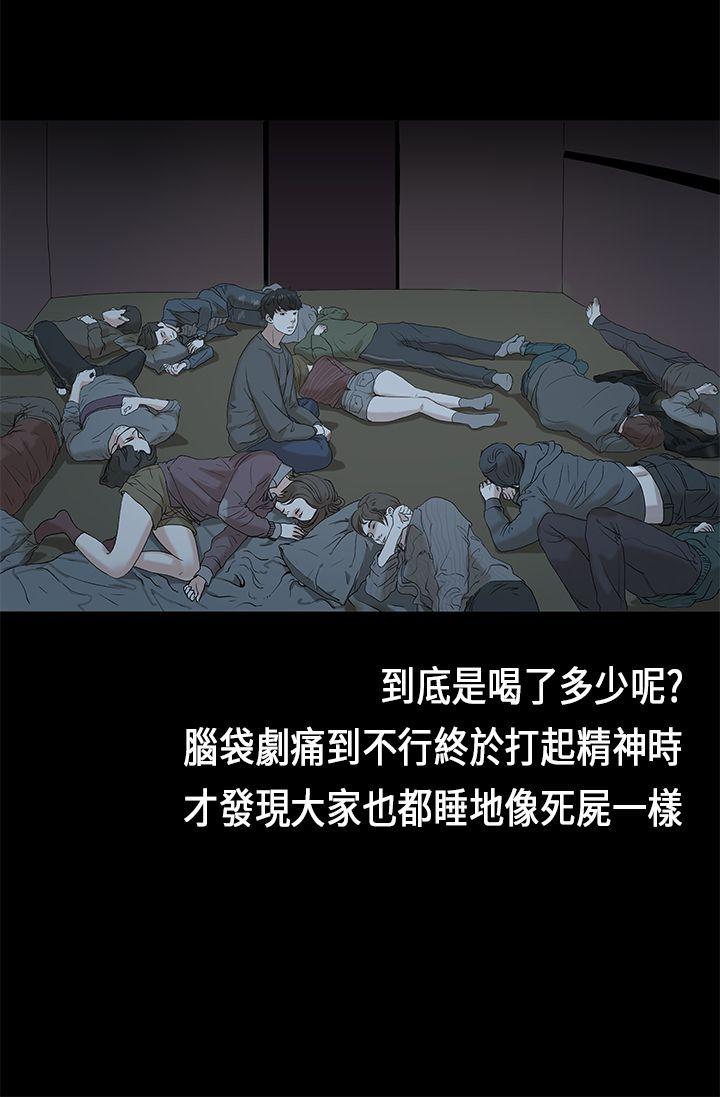 到底是喝了多少呢?
腦袋劇痛到不行終於打起精神時
才發現大家也都睡地像死屍一樣